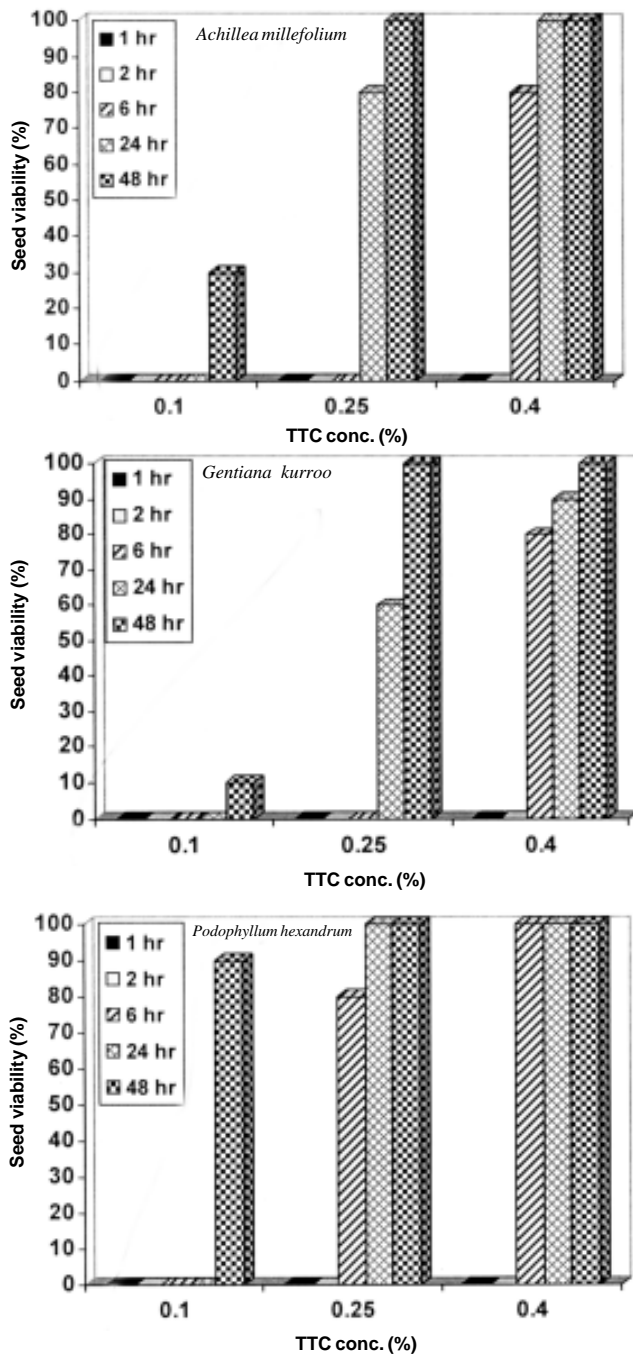 Achillea millefolium
1 hr
2 hr
6 hr
24 hr
48 hr
Seed viability (%)
100
90
80
70
60
50
40
30
20
10
0
0.1 0.25 0.4
TTC conc. (%)
Gentiana kurroo
1 hr
2 hr
6 hr
24 hr
48 hr
Seed viability (%)
100
90
80
70
60
50
40
30
20
10
0
0.1 0.25 0.4
TTC conc. (%)
Podophyllum hexandrum
1 hr
2 hr
6 hr
24 hr
48 hr
Seed viability (%)
100
90
80
70
60
50
40
30
20
10
0
0.1 0.25 0.4
TTC conc. (%)